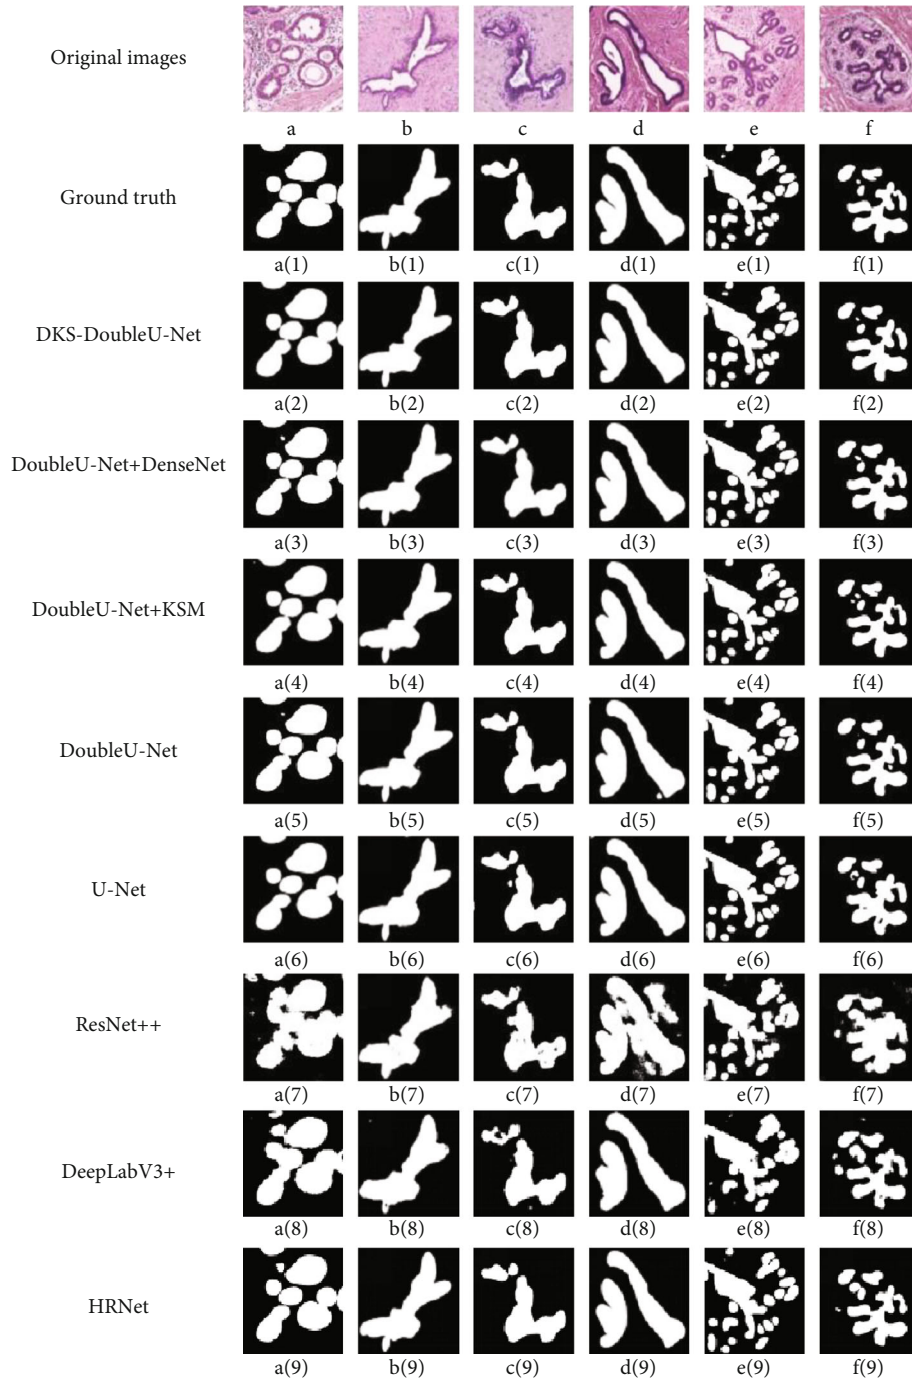 Original images
a b c d e f
Ground truth
a(1) b(1) c(1) d(1) e(1) f(1)
DKS-DoubleU-Net
a(2) b(2) c(2) d(2) e(2) f(2)
DoubleU-Net+DenseNet
a(3) b(3) c(3) d(3) e(3) f(3)
DoubleU-Net+KSM
a(4) b(4) c(4) d(4) e(4) f(4)
DoubleU-Net
a(5) b(5) c(5) d(5) e(5) f(5)
U-Net
a(6) b(6) c(6) d(6) e(6) f(6)
ResNet++
a(7) b(7) c(7) d(7) e(7) f(7)
DeepLabV3+
a(8) b(8) c(8) d(8) e(8) f(8)
HRNet
a(9) b(9) c(9) d(9) e(9) f(9)